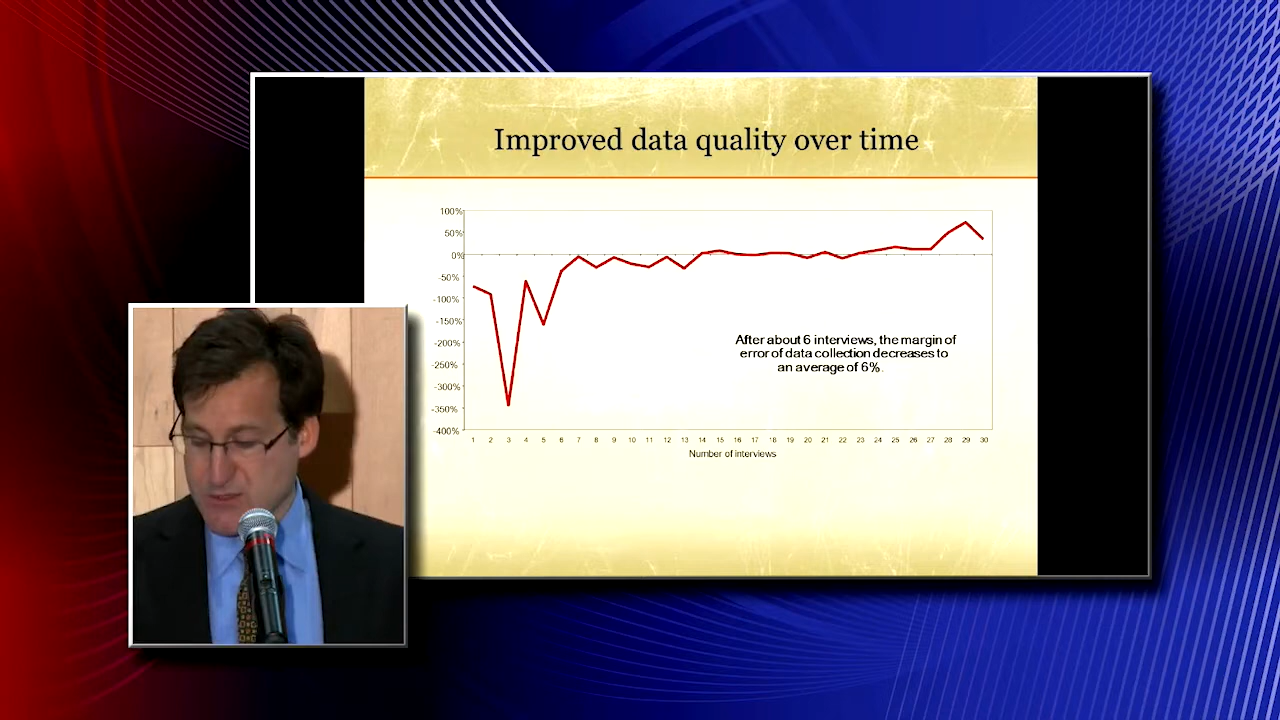 Improved data quality over time
100%
50%
0%
-50%
-100%
-150%
-200%
-250%
-300%
-350%
-400%
After about 6 interviews, the margin of
error of data collection decreases to
an average of 6%.
1 2 3 4 5 6 7 8 9 10 11 12 13 14 15 16 17 18 19 20 21 22 23 24 25 26 27 28 29 30
Number of interviews